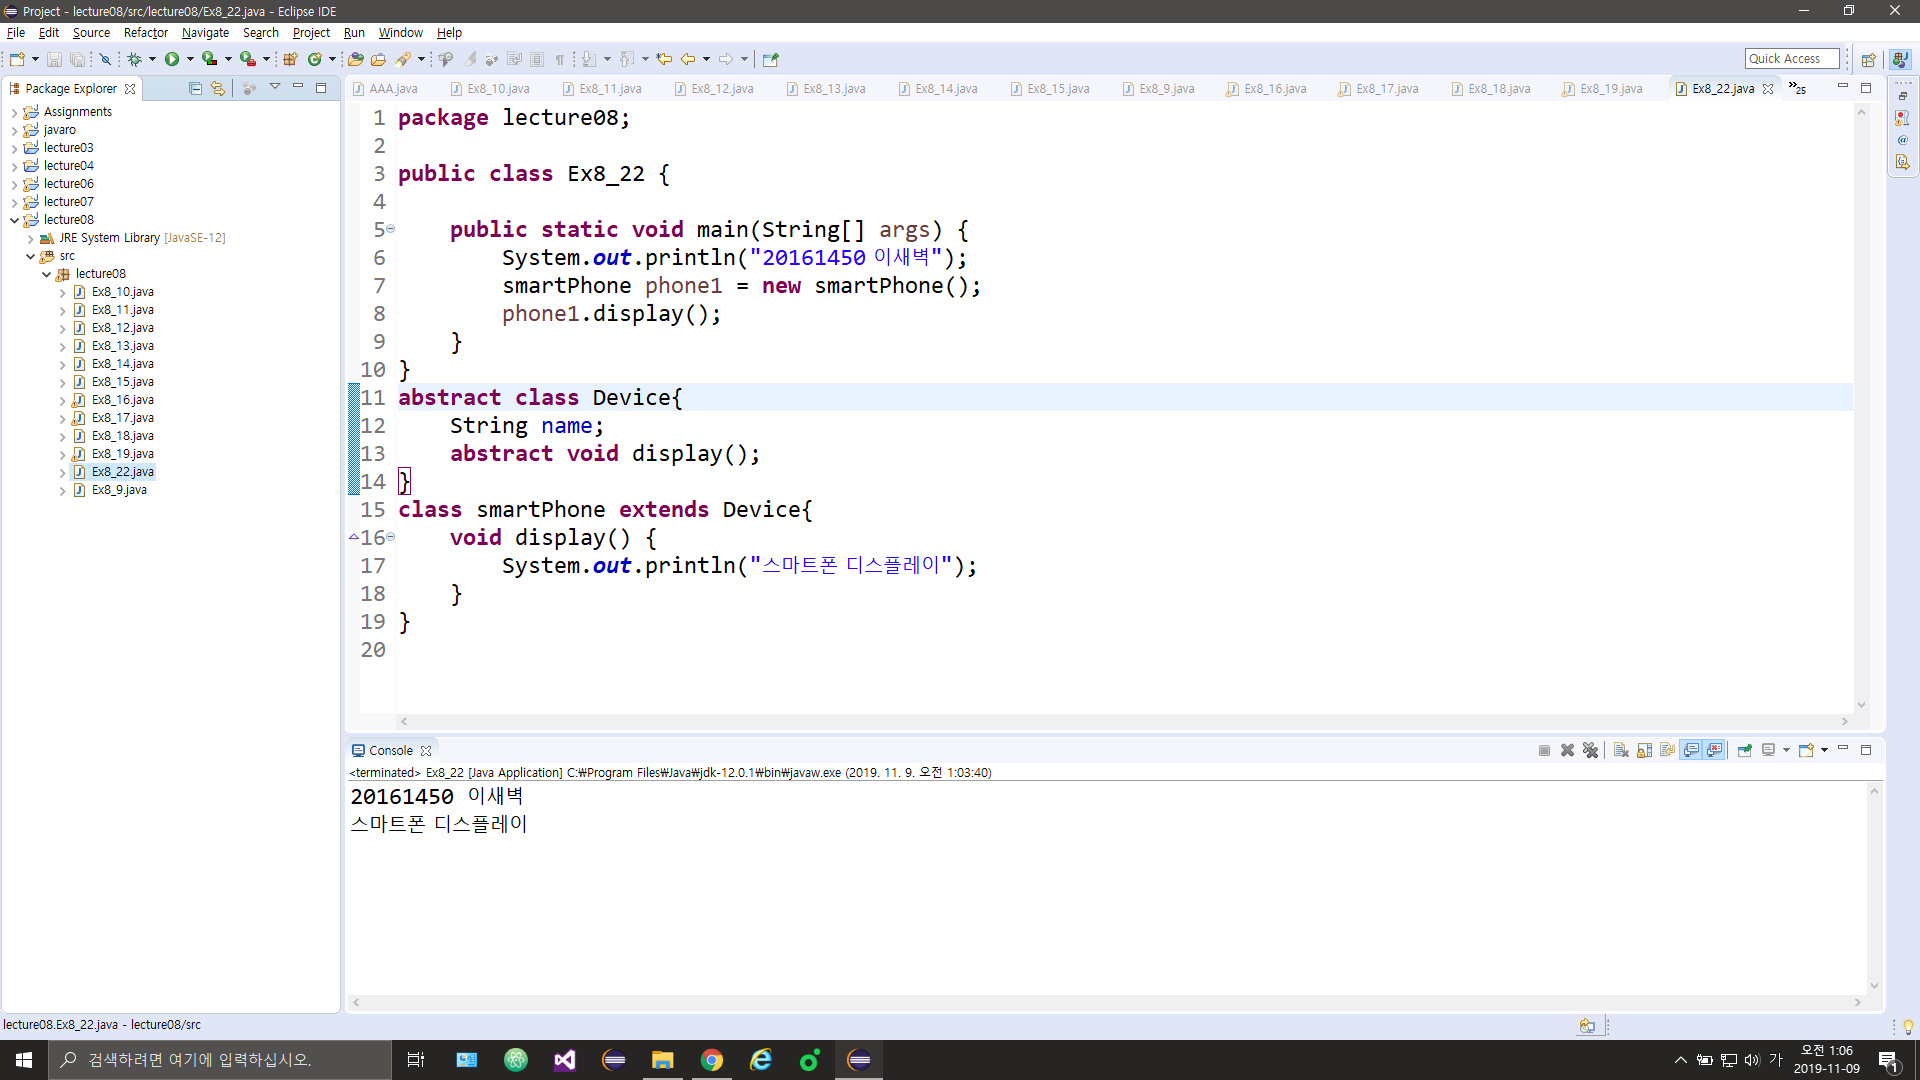 Project - lecture08/src/lecture08/Ex8_22.java - Eclipse IDE
File Edit Source Refactor Navigate Search Project Run Window Help
Quick Access
Package Explorer
AAA.java Ex8_10.java Ex8_11.java Ex8_12.java Ex8_13.java Ex8_14.java Ex8_15.java Ex8_9.java Ex8_16.java Ex8_17.java Ex8_18.java Ex8_19.java Ex8_22.java »25
Assignments
javaro
lecture03
lecture04
lecture06
lecture07
lecture08
JRE System Library [JavaSE-12]
src
lecture08
Ex8_10.java
Ex8_11.java
Ex8_12.java
Ex8_13.java
Ex8_14.java
Ex8_15.java
Ex8_16.java
Ex8_17.java
Ex8_18.java
Ex8_19.java
Ex8_22.java
Ex8_9.java
1 package lecture08;
2
3 public class Ex8_22 {
4
5 public static void main(String[] args) {
6 System.out.println("20161450 이새벽");
7 smartPhone phone1 = new smartPhone();
8 phone1.display();
9 }
10 }
11 abstract class Device{
12 String name;
13 abstract void display();
14 }
15 class smartPhone extends Device{
16 void display() {
17 System.out.println("스마트폰 디스플레이");
18 }
19 }
20
Console
<terminated> Ex8_22 [Java Application] C:₩Program Files₩Java₩jdk-12.0.1₩bin₩javaw.exe (2019. 11. 9. 오전 1:03:40)
20161450 이새벽
스마트폰 디스플레이
lecture08.Ex8_22.java - lecture08/src
검색하려면 여기에 입력하십시오.
가
오전 1:06
2019-11-09
1